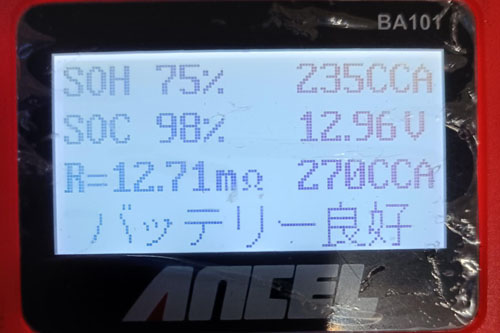 BA101
SOH 75% 235CCA
SOC 98% 12.96V
R=12.71mΩ 270CCA
バッテリー良好
ANCEL